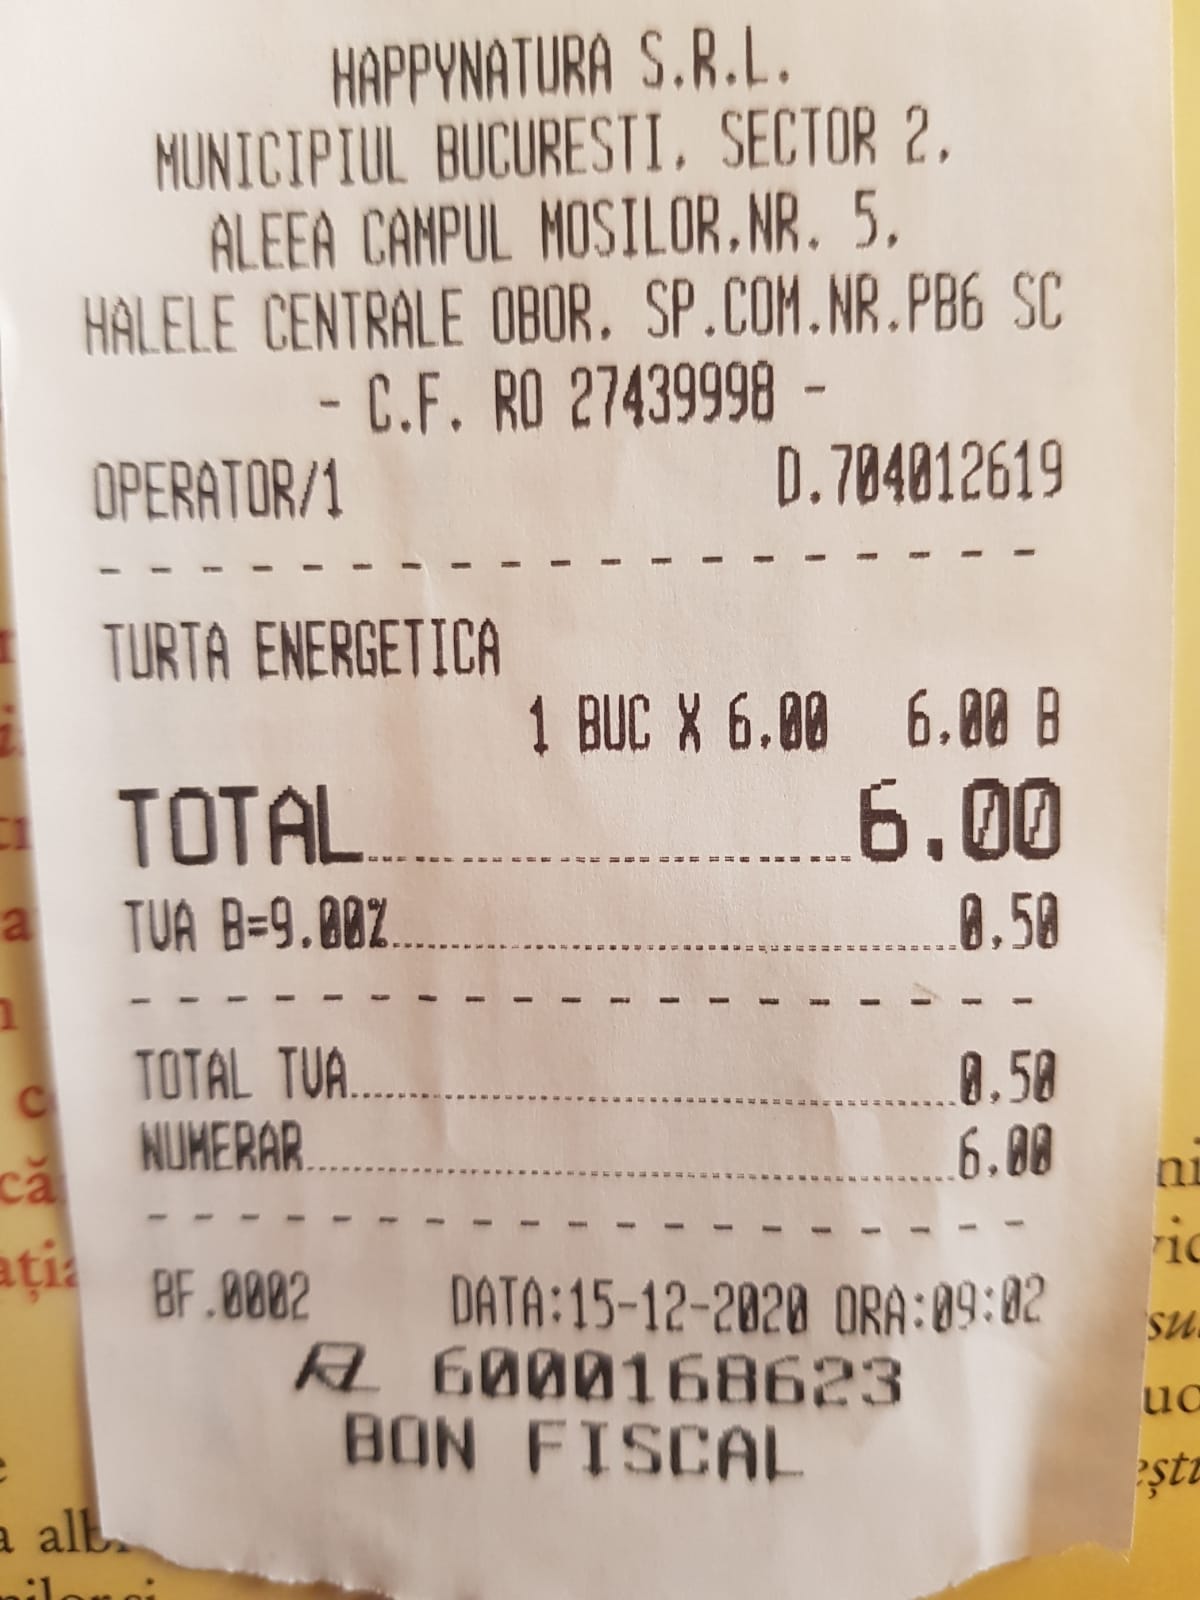 HAPPYNATURA S.R.L.
MUNICIPIUL BUCURESTI, SECTOR 2,
ALEEA CAMPUL MOSILOR,NR. 5,
HALELE CENTRALE OBOR, SP.COM.NR.PB6 SC
- C.F. RO 27439998 -
OPERATOR/1 D.704012619
TURTA ENERGETICA
1 BUC X 6.00 6.00 B
TOTAL 6.00
TVA B=9.00% 0.50
TOTAL TVA 0.50
NUMERAR 6.00
BF.0002 DATA:15-12-2020 ORA:09:02
6000168623
BON FISCAL